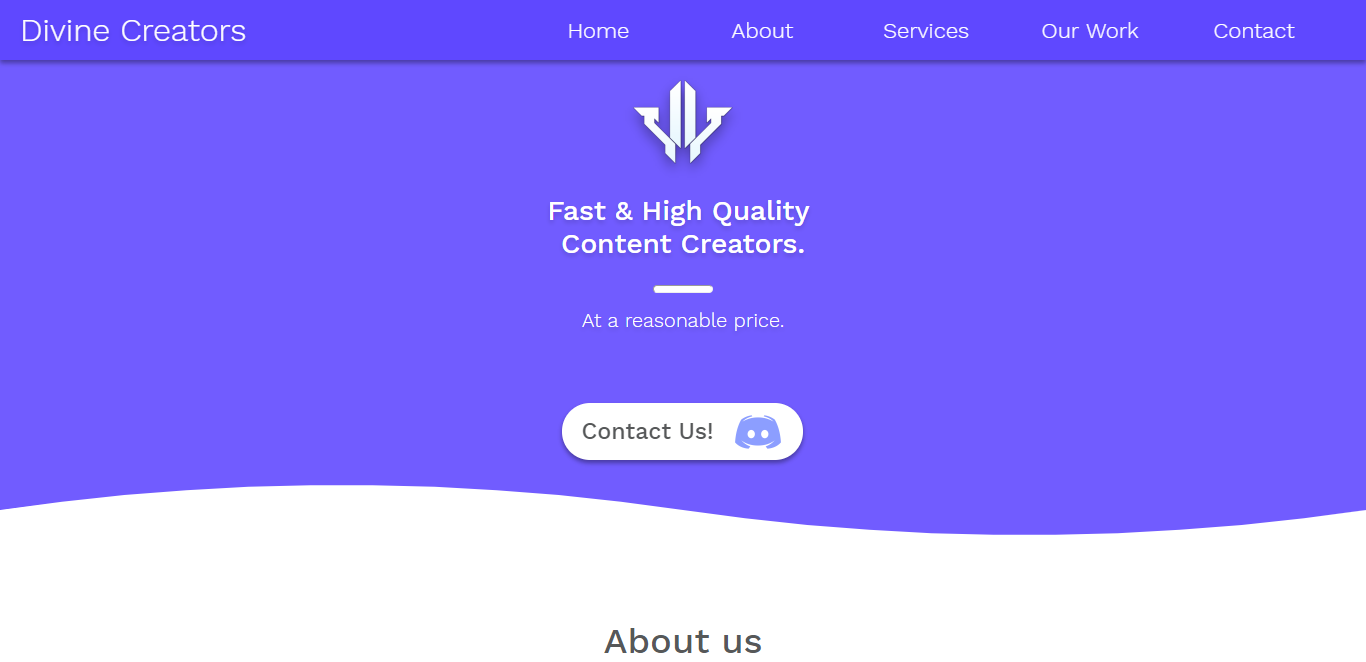 Divine Creators
Home
About
Services
Our Work
Contact
Fast & High Quality
Content Creators.
At a reasonable price.
Contact Us!
About us